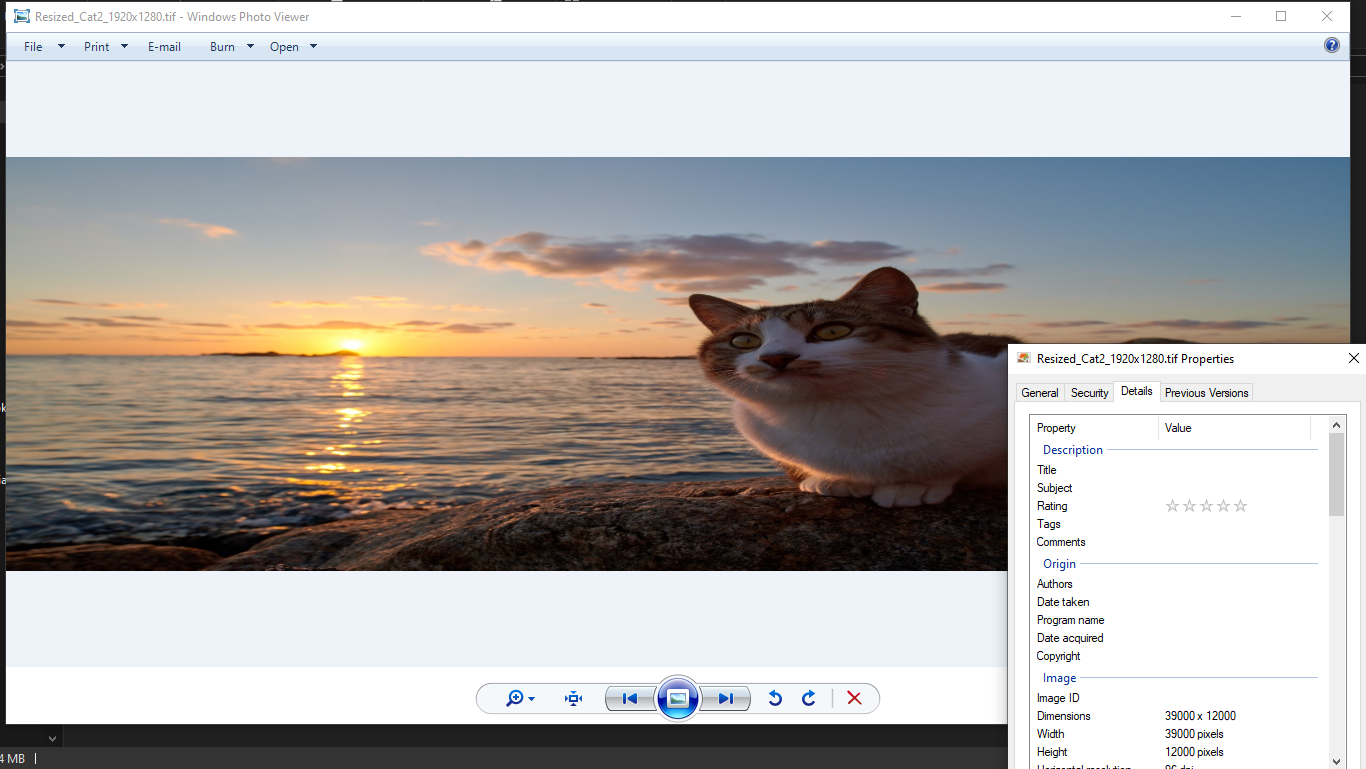 Resized_Cat2_1920x1280.tif - Windows Photo Viewer
File Print E-mail Burn Open
?
Resized_Cat2_1920x1280.tif Properties
General Security Details Previous Versions
Property Value
Description
Title
Subject
Rating
Tags
Comments
Origin
Authors
Date taken
Program name
Date acquired
Copyright
Image
Image ID
Dimensions 39000 x 12000
Width 39000 pixels
Height 12000 pixels
Horizontal resolution 96 dpi
4 MB